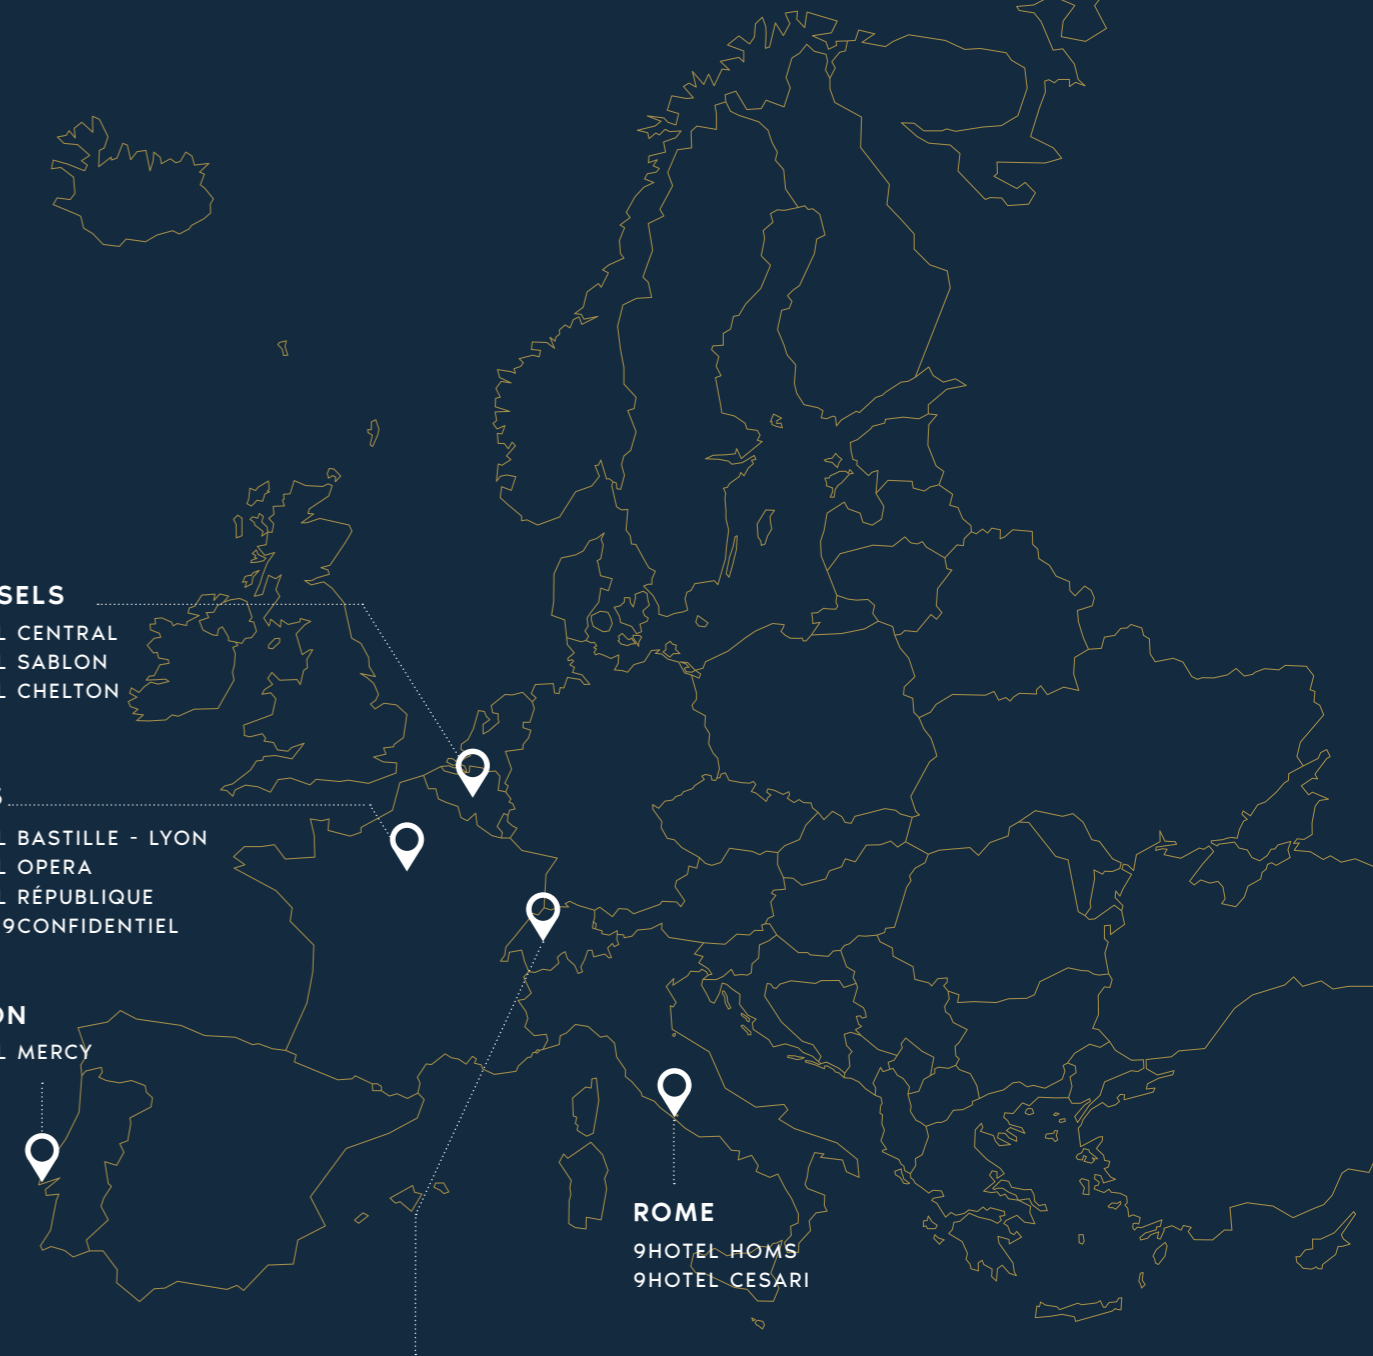 SELS
L CENTRAL
L SABLON
L CHELTON
S
L BASTILLE - LYON
L OPERA
L RÉPUBLIQUE
9CONFIDENTIEL
ON
L MERCY
ROME
9HOTEL HOMS
9HOTEL CESARI